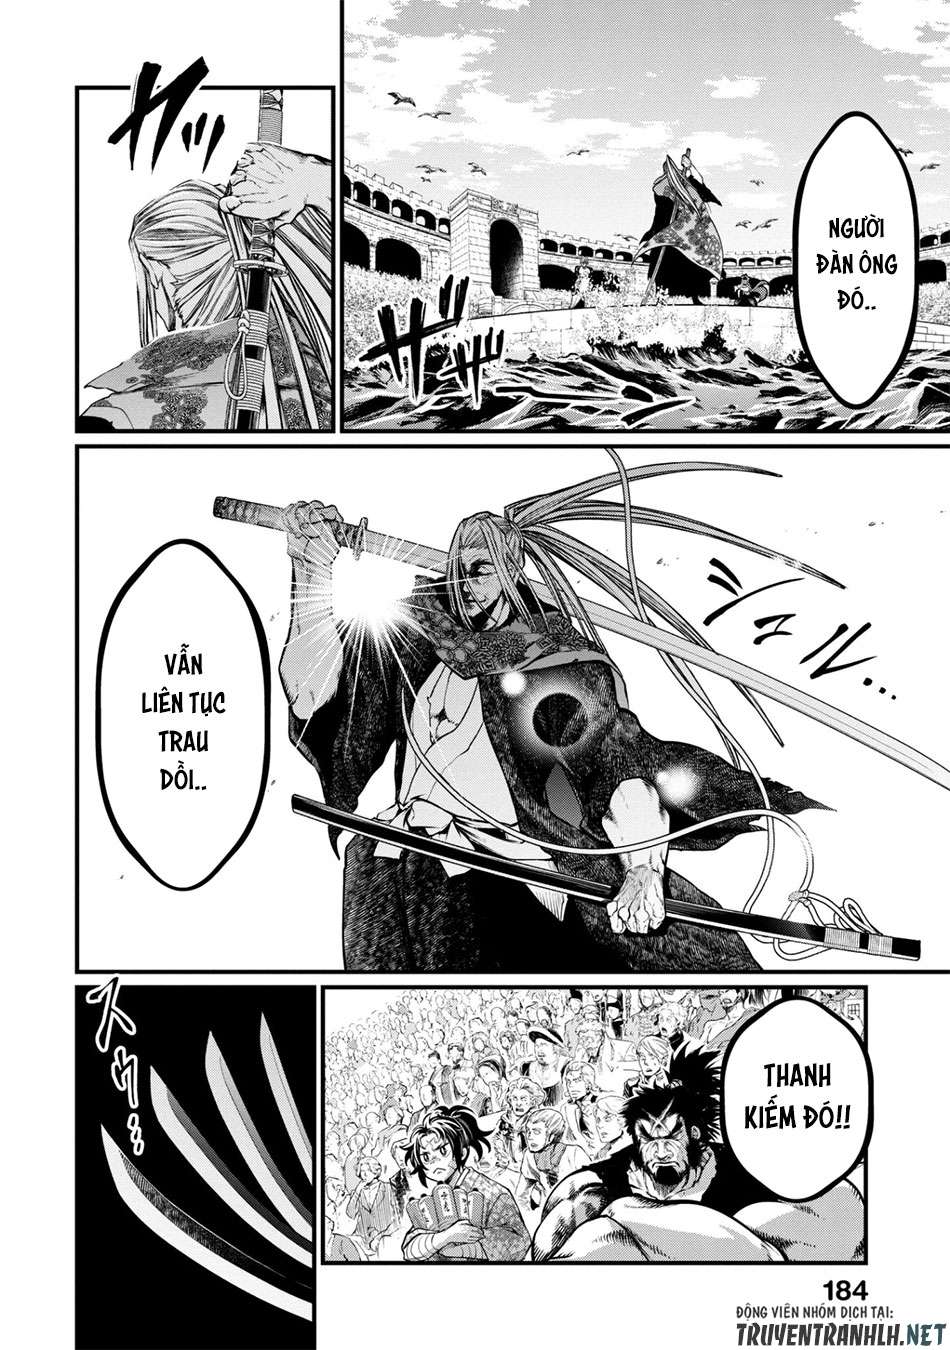 ガッ
NGƯỜI
ĐÀN ÔNG
ĐÓ..
ザザ
VẪN
LIÊN TỤC
TRAU
DỒI..
シュル...
THANH
KIẾM ĐÓ!!
スゥ...
184
ĐỘNG VIÊN NHÓM DỊCH TẠI:
TRUYENTRANHLH.NET